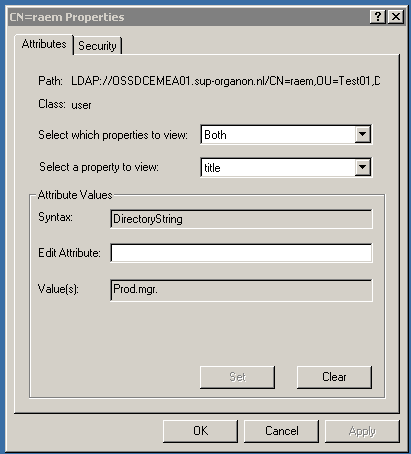 CN=raem Properties
Attributes
Security
Path: LDAP://OSSDCEMEA01.sup-organon.nl/CN=raem,OU=Test01,D
Class: user
Select which properties to view: Both
Select a property to view: title
Attribute Values
Syntax: DirectoryString
Edit Attribute:
Value(s): Prod.mgr.
Set
Clear
OK
Cancel
Apply